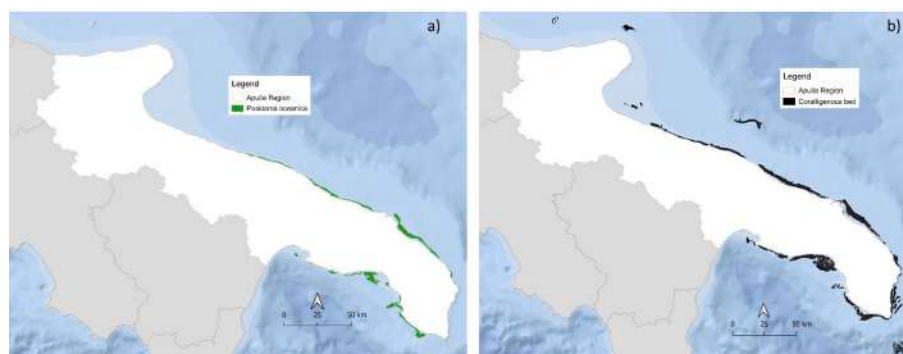 a)
Legend
Apulia Region
Posidonia oceanica
0 25 50 km
b)
Legend
Apulia Region
Coralligenous bed
0 25 50 km